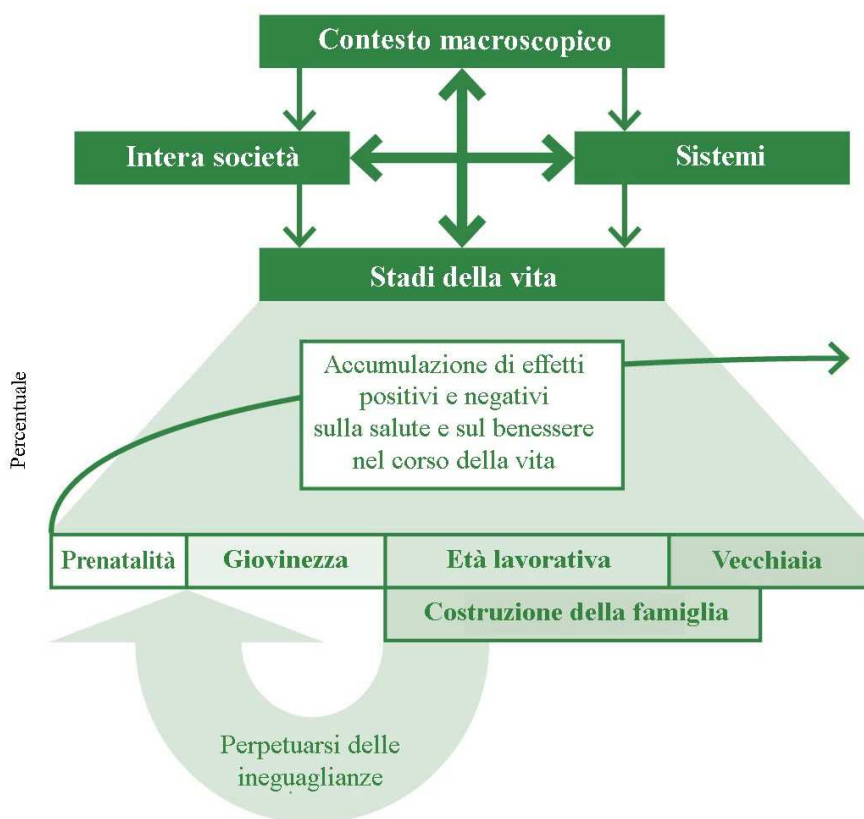 Contesto macroscopico
Intera società
Sistemi
Stadi della vita
Accumulazione di effetti
positivi e negativi
sulla salute e sul benessere
nel corso della vita
Percentuale
Prenatalità
Giovinezza
Età lavorativa
Vecchiaia
Costruzione della famiglia
Perpetuarsi delle
ineguaglianze